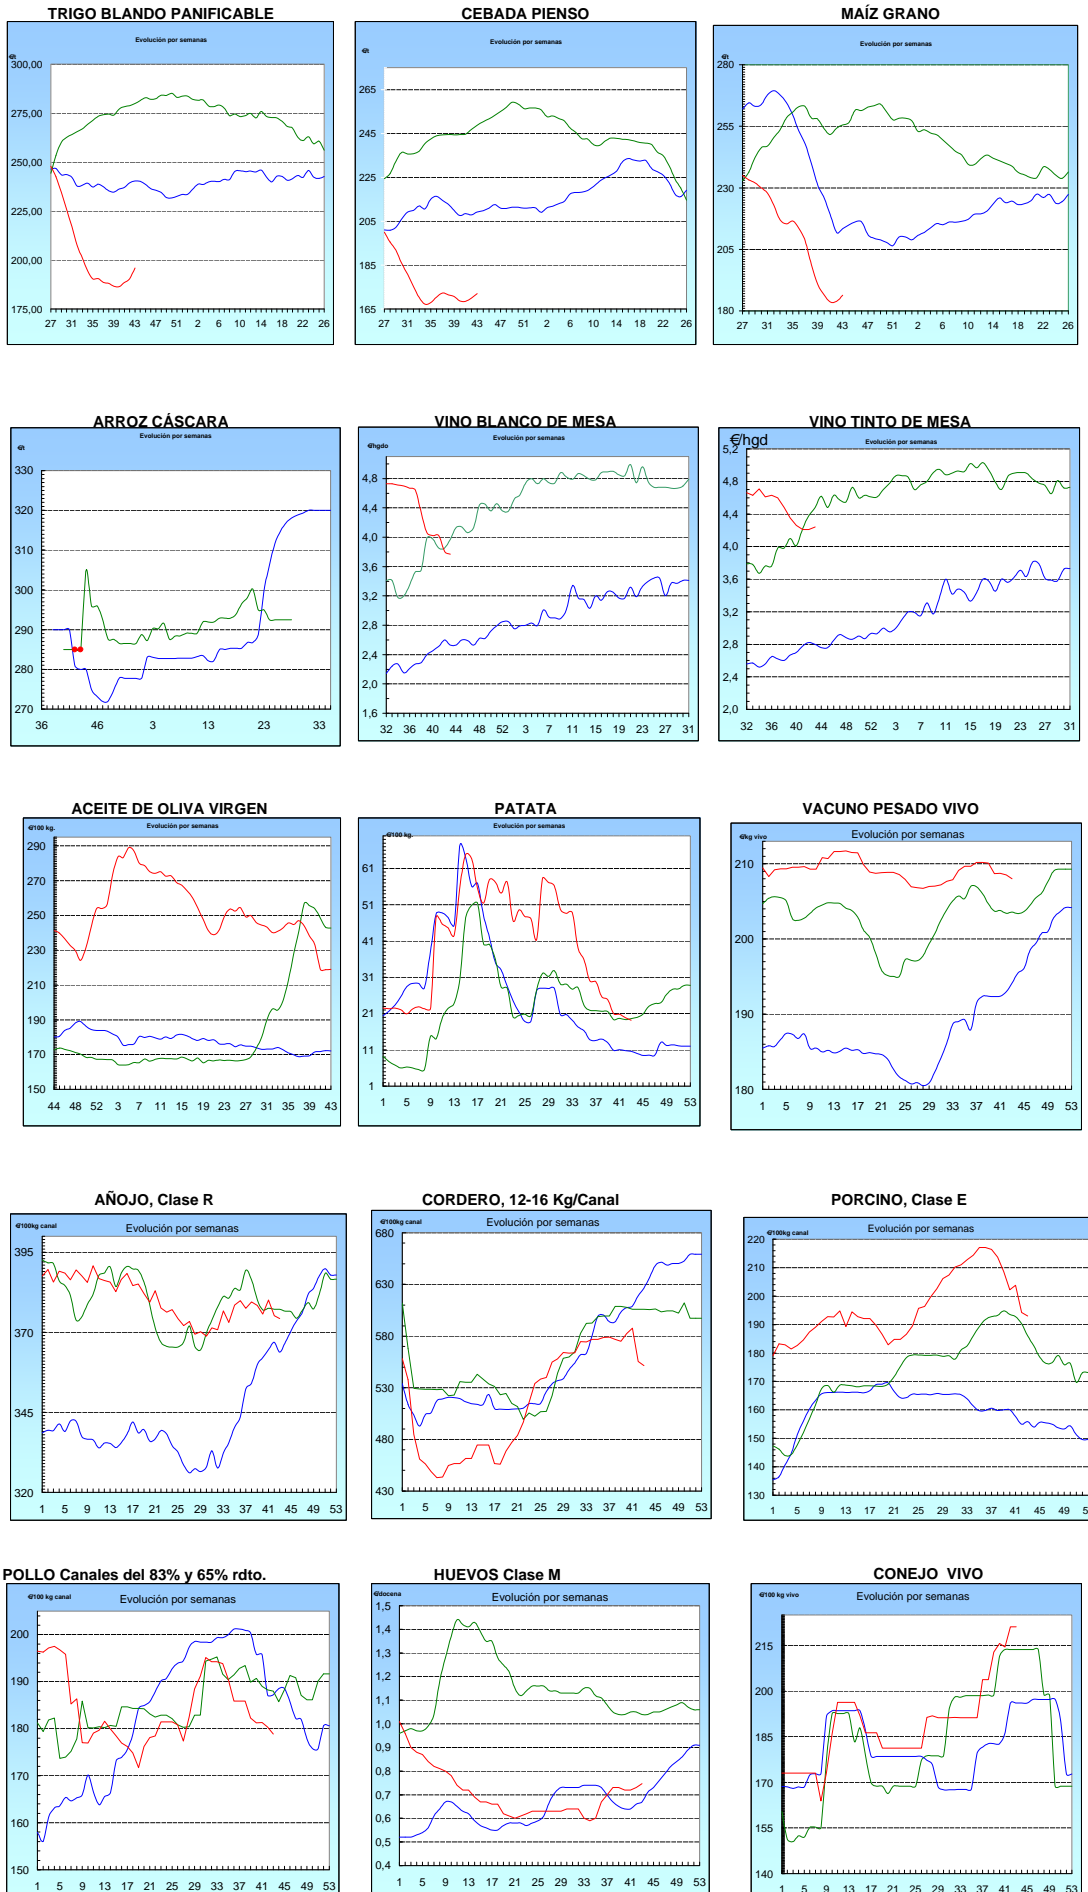 TRIGO BLANDO PANIFICABLE
Evolución por semanas
€/t
300,00
275,00
250,00
225,00
200,00
175,00
27 31 35 39 43 47 51 2 6 10 14 18 22 26
CEBADA PIENSO
Evolución por semanas
€/t
265
245
225
205
185
165
27 31 35 39 43 47 51 2 6 10 14 18 22 26
MAÍZ GRANO
Evolución por semanas
€/t
280
255
230
205
180
27 31 35 39 43 47 51 2 6 10 14 18 22 26
ARROZ CÁSCARA
Evolución por semanas
€/t
330
320
310
300
290
280
270
36 46 3 13 23 33
VINO BLANCO DE MESA
Evolución por semanas
€/hgdo
4,8
4,4
4,0
3,6
3,2
2,8
2,4
2,0
1,6
32 36 40 44 48 52 3 7 11 15 19 23 27 31
VINO TINTO DE MESA
Evolución por semanas
€/hgd
5,2
4,8
4,4
4,0
3,6
3,2
2,8
2,4
2,0
32 36 40 44 48 52 3 7 11 15 19 23 27 31
ACEITE DE OLIVA VIRGEN
Evolución por semanas
€/100 kg.
290
270
250
230
210
190
170
150
44 48 52 3 7 11 15 19 23 27 31 35 39 43
PATATA
Evolución por semanas
€/100 kg.
61
51
41
31
21
11
1
1 5 9 13 17 21 25 29 33 37 41 45 49 53
VACUNO PESADO VIVO
Evolución por semanas
€/kg vivo
210
200
190
180
1 5 9 13 17 21 25 29 33 37 41 45 49 53
AÑOJO, Clase R
Evolución por semanas
€/100kg canal
395
370
345
320
1 5 9 13 17 21 25 29 33 37 41 45 49 53
CORDERO, 12-16 Kg/Canal
Evolución por semanas
€/100kg canal
680
630
580
530
480
430
1 5 9 13 17 21 25 29 33 37 41 45 49 53
PORCINO, Clase E
Evolución por semanas
€/100kg canal
220
210
200
190
180
170
160
150
140
130
1 5 9 13 17 21 25 29 33 37 41 45 49
POLLO Canales del 83% y 65% rdto.
Evolución por semanas
€/100 kg canal
200
190
180
170
160
150
1 5 9 13 17 21 25 29 33 37 41 45 49 53
HUEVOS Clase M
Evolución por semanas
€/docena
1,5
1,4
1,3
1,2
1,1
1,0
0,9
0,8
0,7
0,6
0,5
0,4
1 5 9 13 17 21 25 29 33 37 41 45 49 53
CONEJO VIVO
Evolución por semanas
€/100 kg vivo
215
200
185
170
155
140
1 5 9 13 17 21 25 29 33 37 41 45 49 53